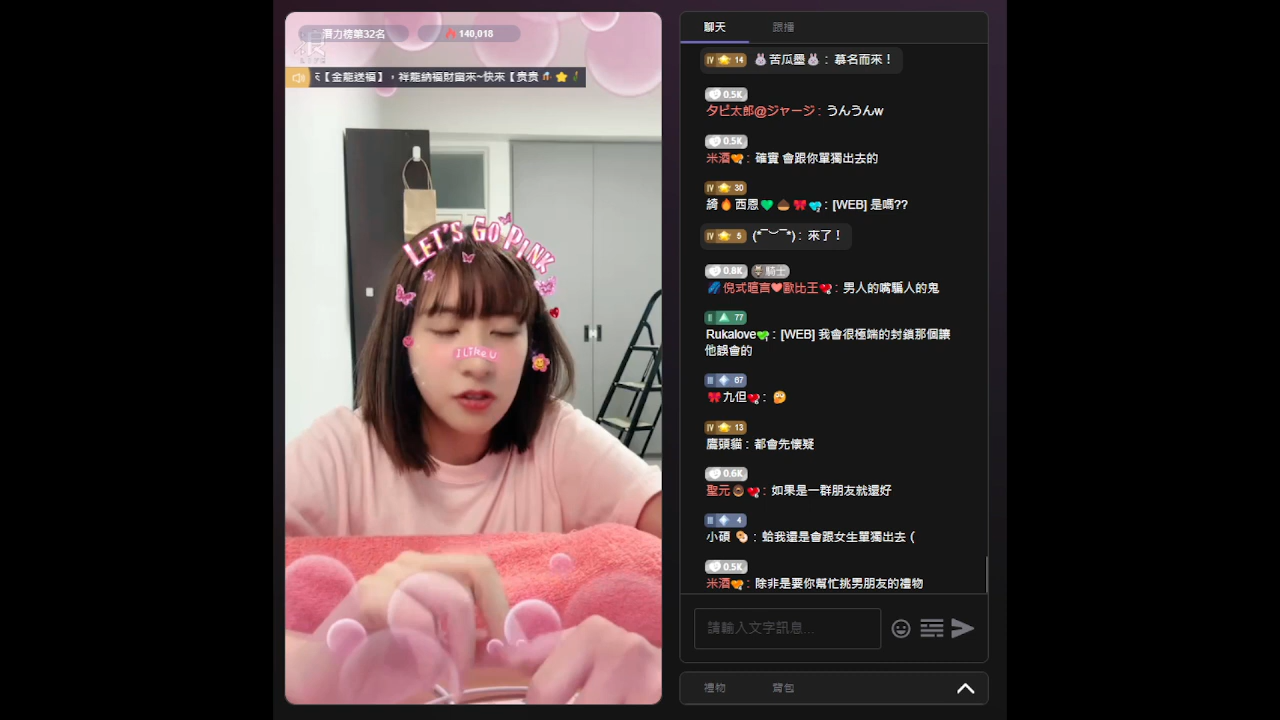 潛力榜第32名
140,018
浪
LIVE
【金龍送福】，祥龍納福財富來~快來【貴貴
LET'S GO PINK
I Like U
M
聊天
跟播
IV 14 苦瓜墨: 慕名而來！
0.5K
タピ太郎@ジャージ: うんうんw
0.5K
米酒: 確實 會跟你單獨出去的
IV 30
綺西恩: [WEB] 是嗎??
IV 5 (*¯︶¯*): 來了！
0.8K 騎士
倪式噎言歐比王: 男人的嘴騙人的鬼
II 77
Rukalove: [WEB] 我會很極端的封鎖那個讓
他誤會的
III 67
九但:
IV 13
鷹頭貓: 都會先懷疑
0.6K
聖元: 如果是一群朋友就還好
III 4
小碩: 蛤我還是會跟女生單獨出去（
0.5K
米酒: 除非是要你幫忙挑男朋友的禮物
請輸入文字訊息...
禮物
背包